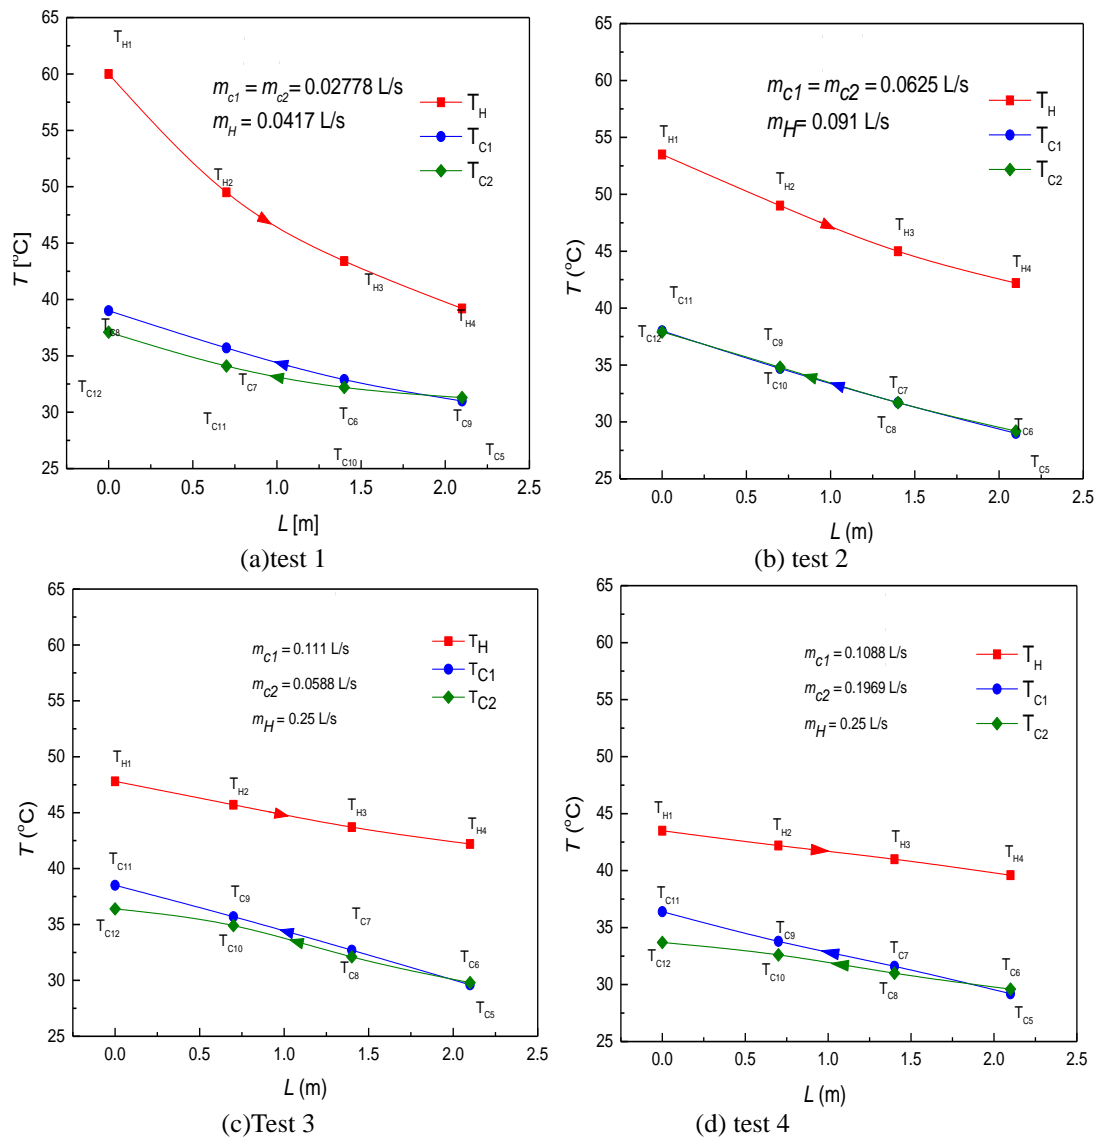 65
60
55
50
45
40
35
30
25
T [°C]
T_H1
m_c1 = m_c2 = 0.02778 L/s
m_H = 0.0417 L/s
T_H
T_C1
T_C2
T_H2
T_H3
T_H4
T_C8
T_C12
T_C7
T_C11
T_C6
T_C10
T_C9
T_C5
0.0 0.5 1.0 1.5 2.0 2.5
L [m]
(a)test 1
65
60
55
50
45
40
35
30
25
T (°C)
m_c1 = m_c2 = 0.0625 L/s
m_H= 0.091 L/s
T_H
T_C1
T_C2
T_H1
T_H2
T_H3
T_H4
T_C11
T_C12
T_C9
T_C10
T_C7
T_C8
T_C6
T_C5
0.0 0.5 1.0 1.5 2.0 2.5
L (m)
(b) test 2
65
60
55
50
45
40
35
30
25
T (°C)
m_c1 = 0.111 L/s
m_c2 = 0.0588 L/s
m_H = 0.25 L/s
T_H
T_C1
T_C2
T_H1
T_H2
T_H3
T_H4
T_C11
T_C12
T_C9
T_C10
T_C7
T_C8
T_C6
T_C5
0.0 0.5 1.0 1.5 2.0 2.5
L (m)
(c)Test 3
65
60
55
50
45
40
35
30
25
T (°C)
m_c1 = 0.1088 L/s
m_c2 = 0.1969 L/s
m_H = 0.25 L/s
T_H
T_C1
T_C2
T_H1
T_H2
T_H3
T_H4
T_C11
T_C12
T_C9
T_C10
T_C7
T_C8
T_C6
T_C5
0.0 0.5 1.0 1.5 2.0 2.5
L (m)
(d) test 4